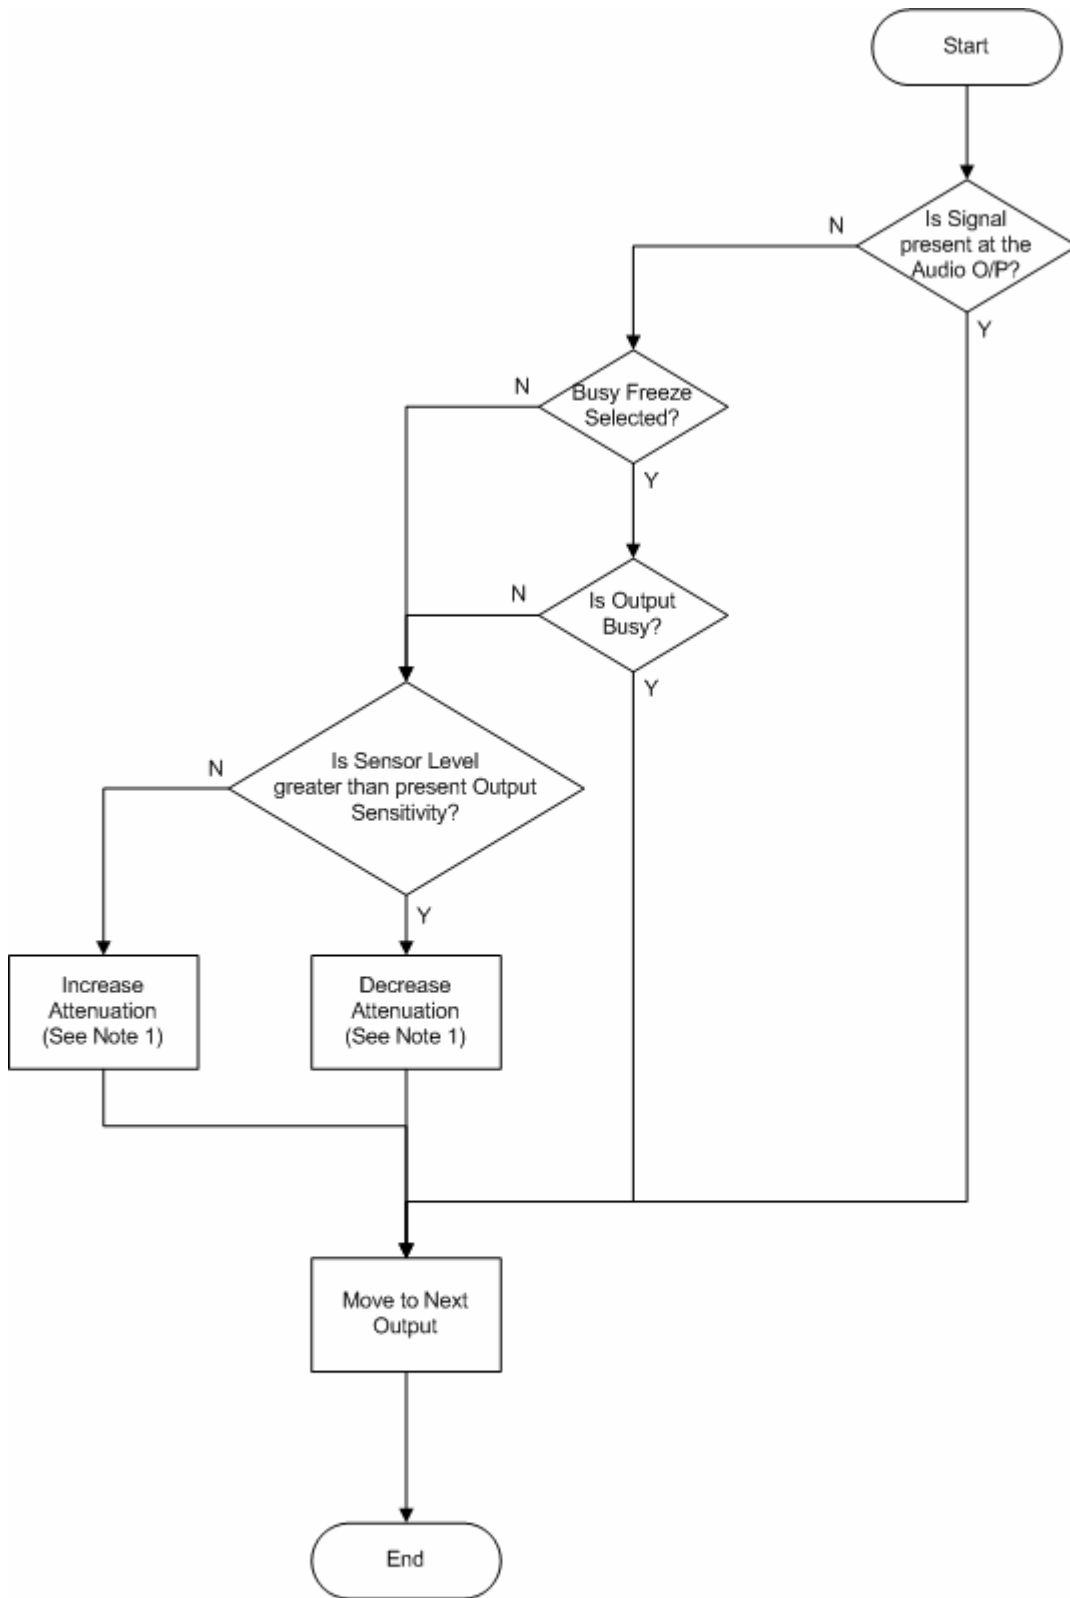 Start
Is Signal
present at the
Audio O/P?
N
Y
Busy Freeze
Selected?
N
Y
Is Output
Busy?
N
Y
Is Sensor Level
greater than present Output
Sensitivity?
N
Y
Increase
Attenuation
(See Note 1)
Decrease
Attenuation
(See Note 1)
Move to Next
Output
End